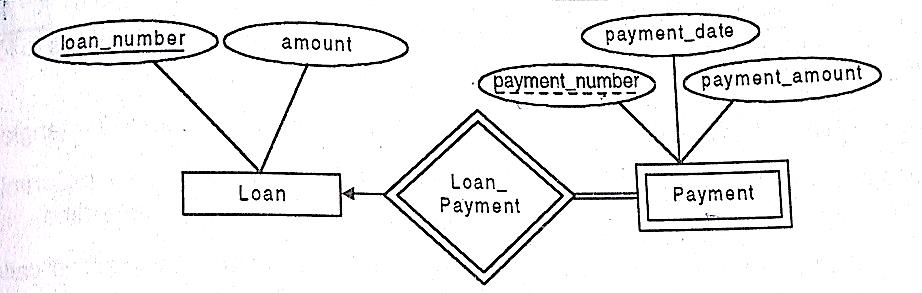 loan_number
amount
payment_date
payment_number
payment_amount
Loan
Loan_
Payment
Payment